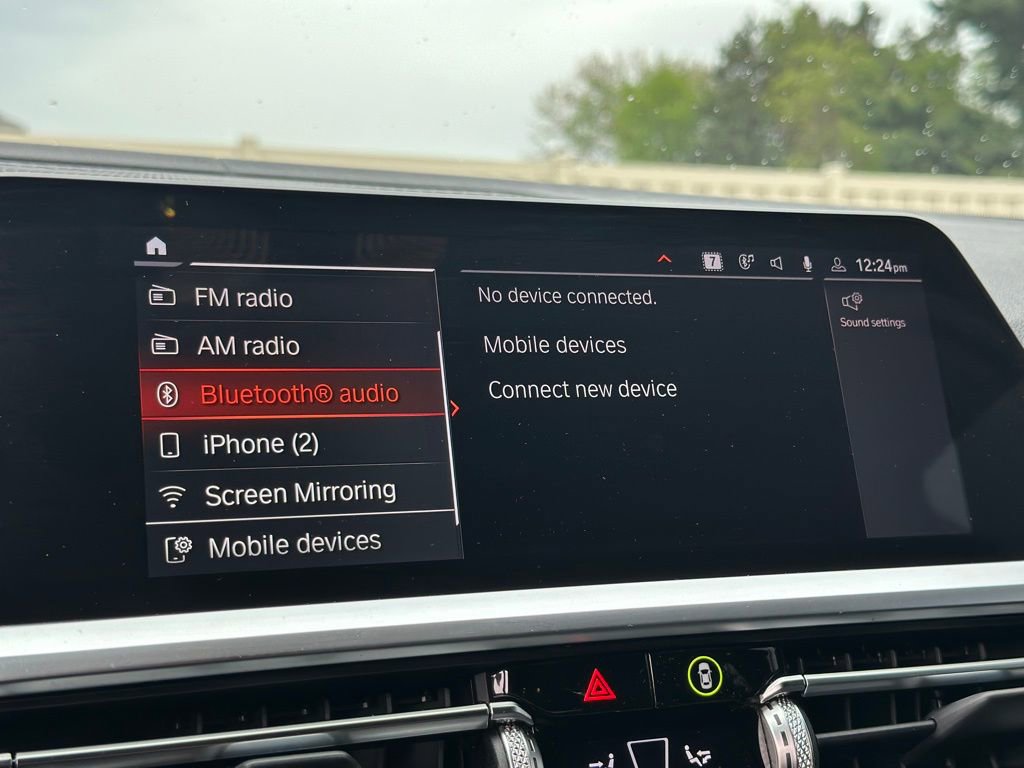 7
12:24pm
FM radio
AM radio
Bluetooth® audio
iPhone (2)
Screen Mirroring
Mobile devices
No device connected.
Mobile devices
Connect new device
Sound settings